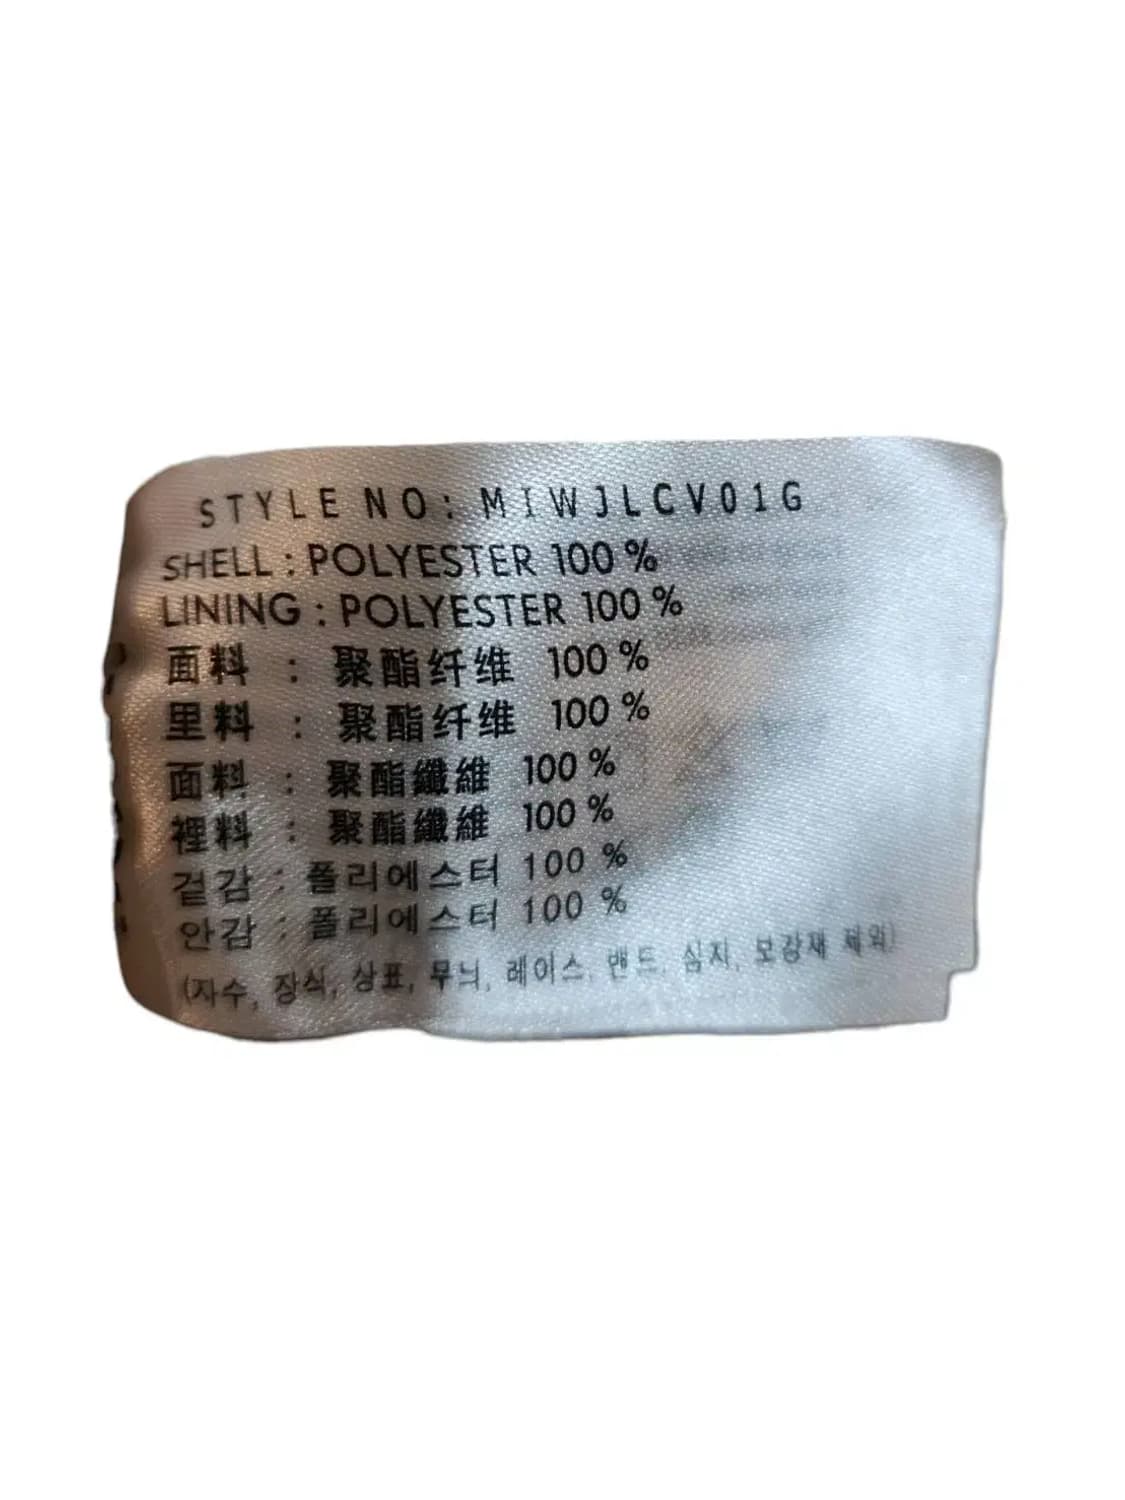 STYLE NO: MIWJLCV01G
SHELL : POLYESTER 100 %
LINING : POLYESTER 100 %
面料 : 聚酯纤维 100 %
里料 : 聚酯纤维 100 %
面料 : 聚酯纖維 100 %
裡料 : 聚酯纖維 100 %
겉감 : 폴리에스터 100 %
안감 : 폴리에스터 100 %
(자수, 장식, 상표, 무늬, 레이스, 밴드, 심지, 보강재 제외)